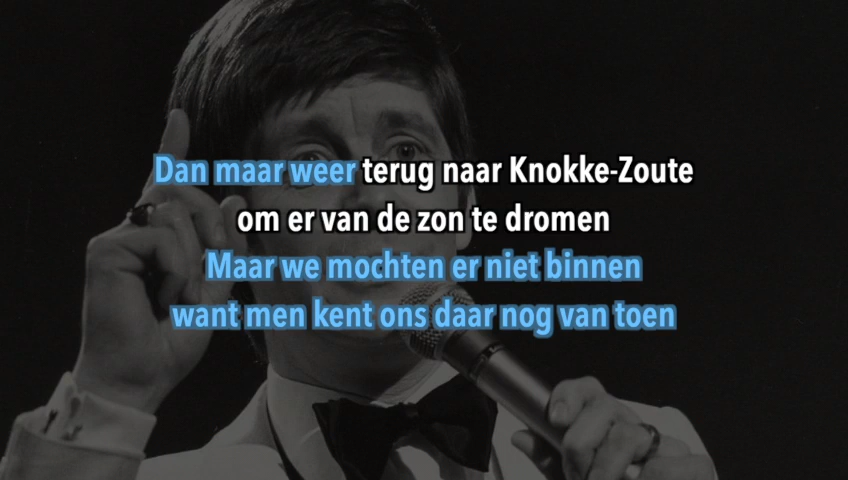 Dan maar weer terug naar Knokke-Zoute
om er van de zon te dromen
Maar we mochten er niet binnen
want men kent ons daar nog van toen